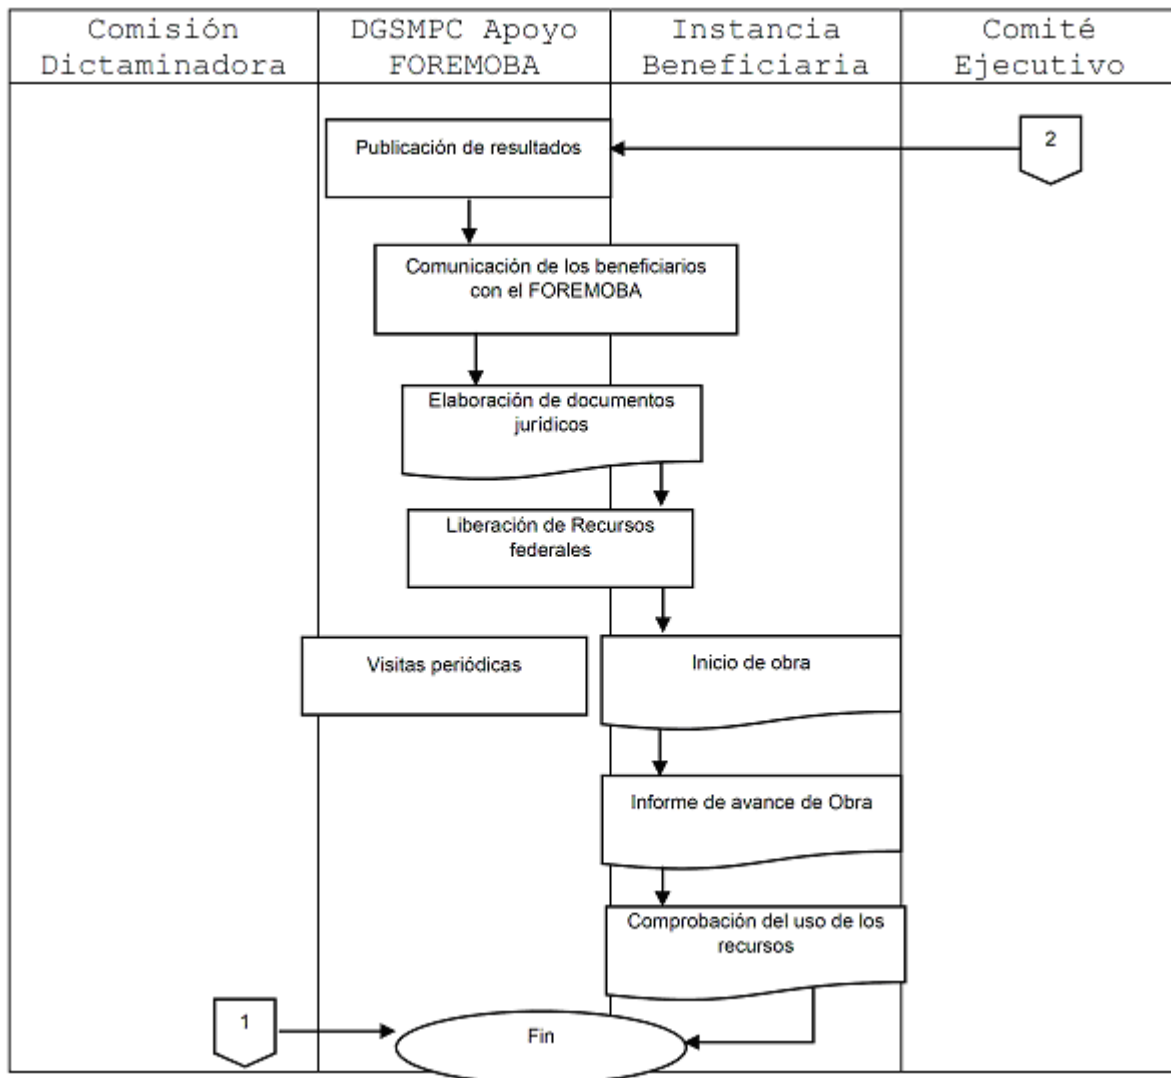 Comisión
Dictaminadora
DGSMPC Apoyo
FOREMOBA
Instancia
Beneficiaria
Comité
Ejecutivo
Publicación de resultados
2
Comunicación de los beneficiarios
con el FOREMOBA
Elaboración de documentos
jurídicos
Liberación de Recursos
federales
Visitas periódicas
Inicio de obra
Informe de avance de Obra
Comprobación del uso de los
recursos
1
Fin